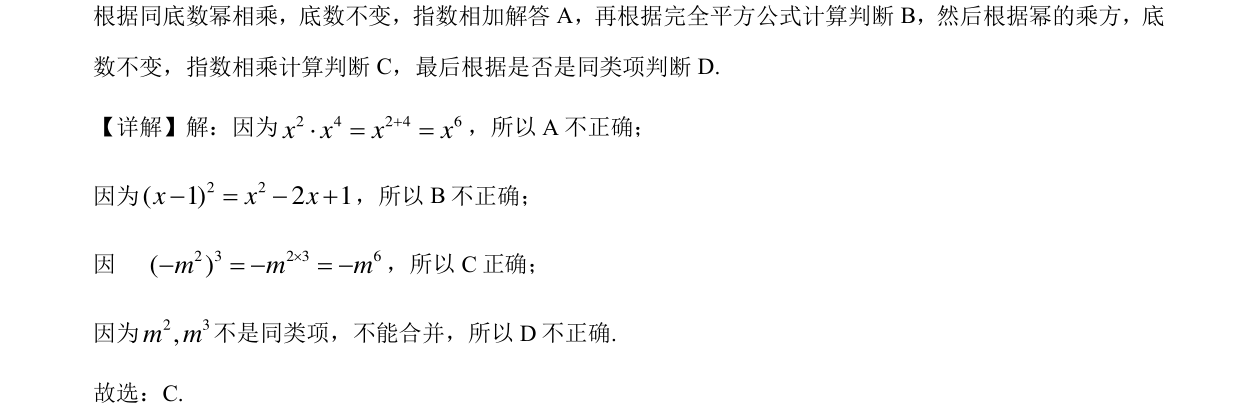 根据同底数幂相乘，底数不变，指数相加解答 A，再根据完全平方公式计算判断 B，然后根据幂的乘方，底
数不变，指数相乘计算判断 C，最后根据是否是同类项判断 D.
【详解】解：因为 x² · x⁴ = x²⁺⁴ = x⁶，所以 A 不正确；
因为 (x−1)² = x² − 2x+1，所以 B 不正确；
因 (−m²)³ = −m²ˣ³ = −m⁶，所以 C 正确；
因为 m²,m³ 不是同类项，不能合并，所以 D 不正确.
故选：C.